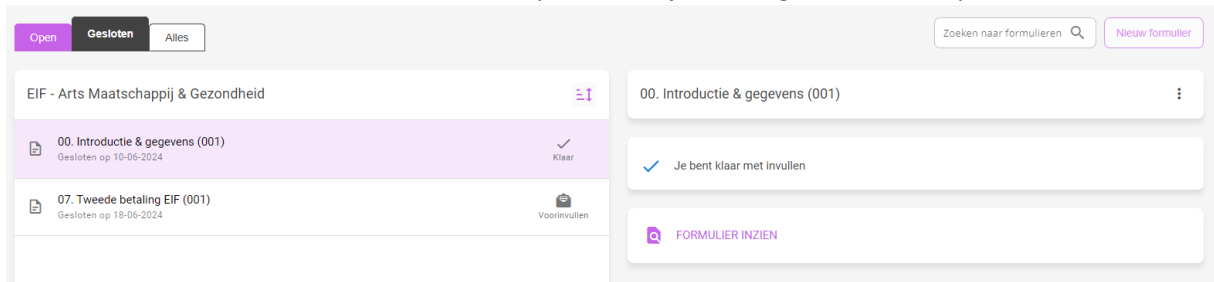 Open
Gesloten
Alles
Zoeken naar formulieren
Nieuw formulier
EIF - Arts Maatschappij & Gezondheid
00. Introductie & gegevens (001)
Gesloten op 10-06-2024
Klaar
07. Tweede betaling EIF (001)
Gesloten op 18-06-2024
Voorinvullen
00. Introductie & gegevens (001)
Je bent klaar met invullen
FORMULIER INZIEN